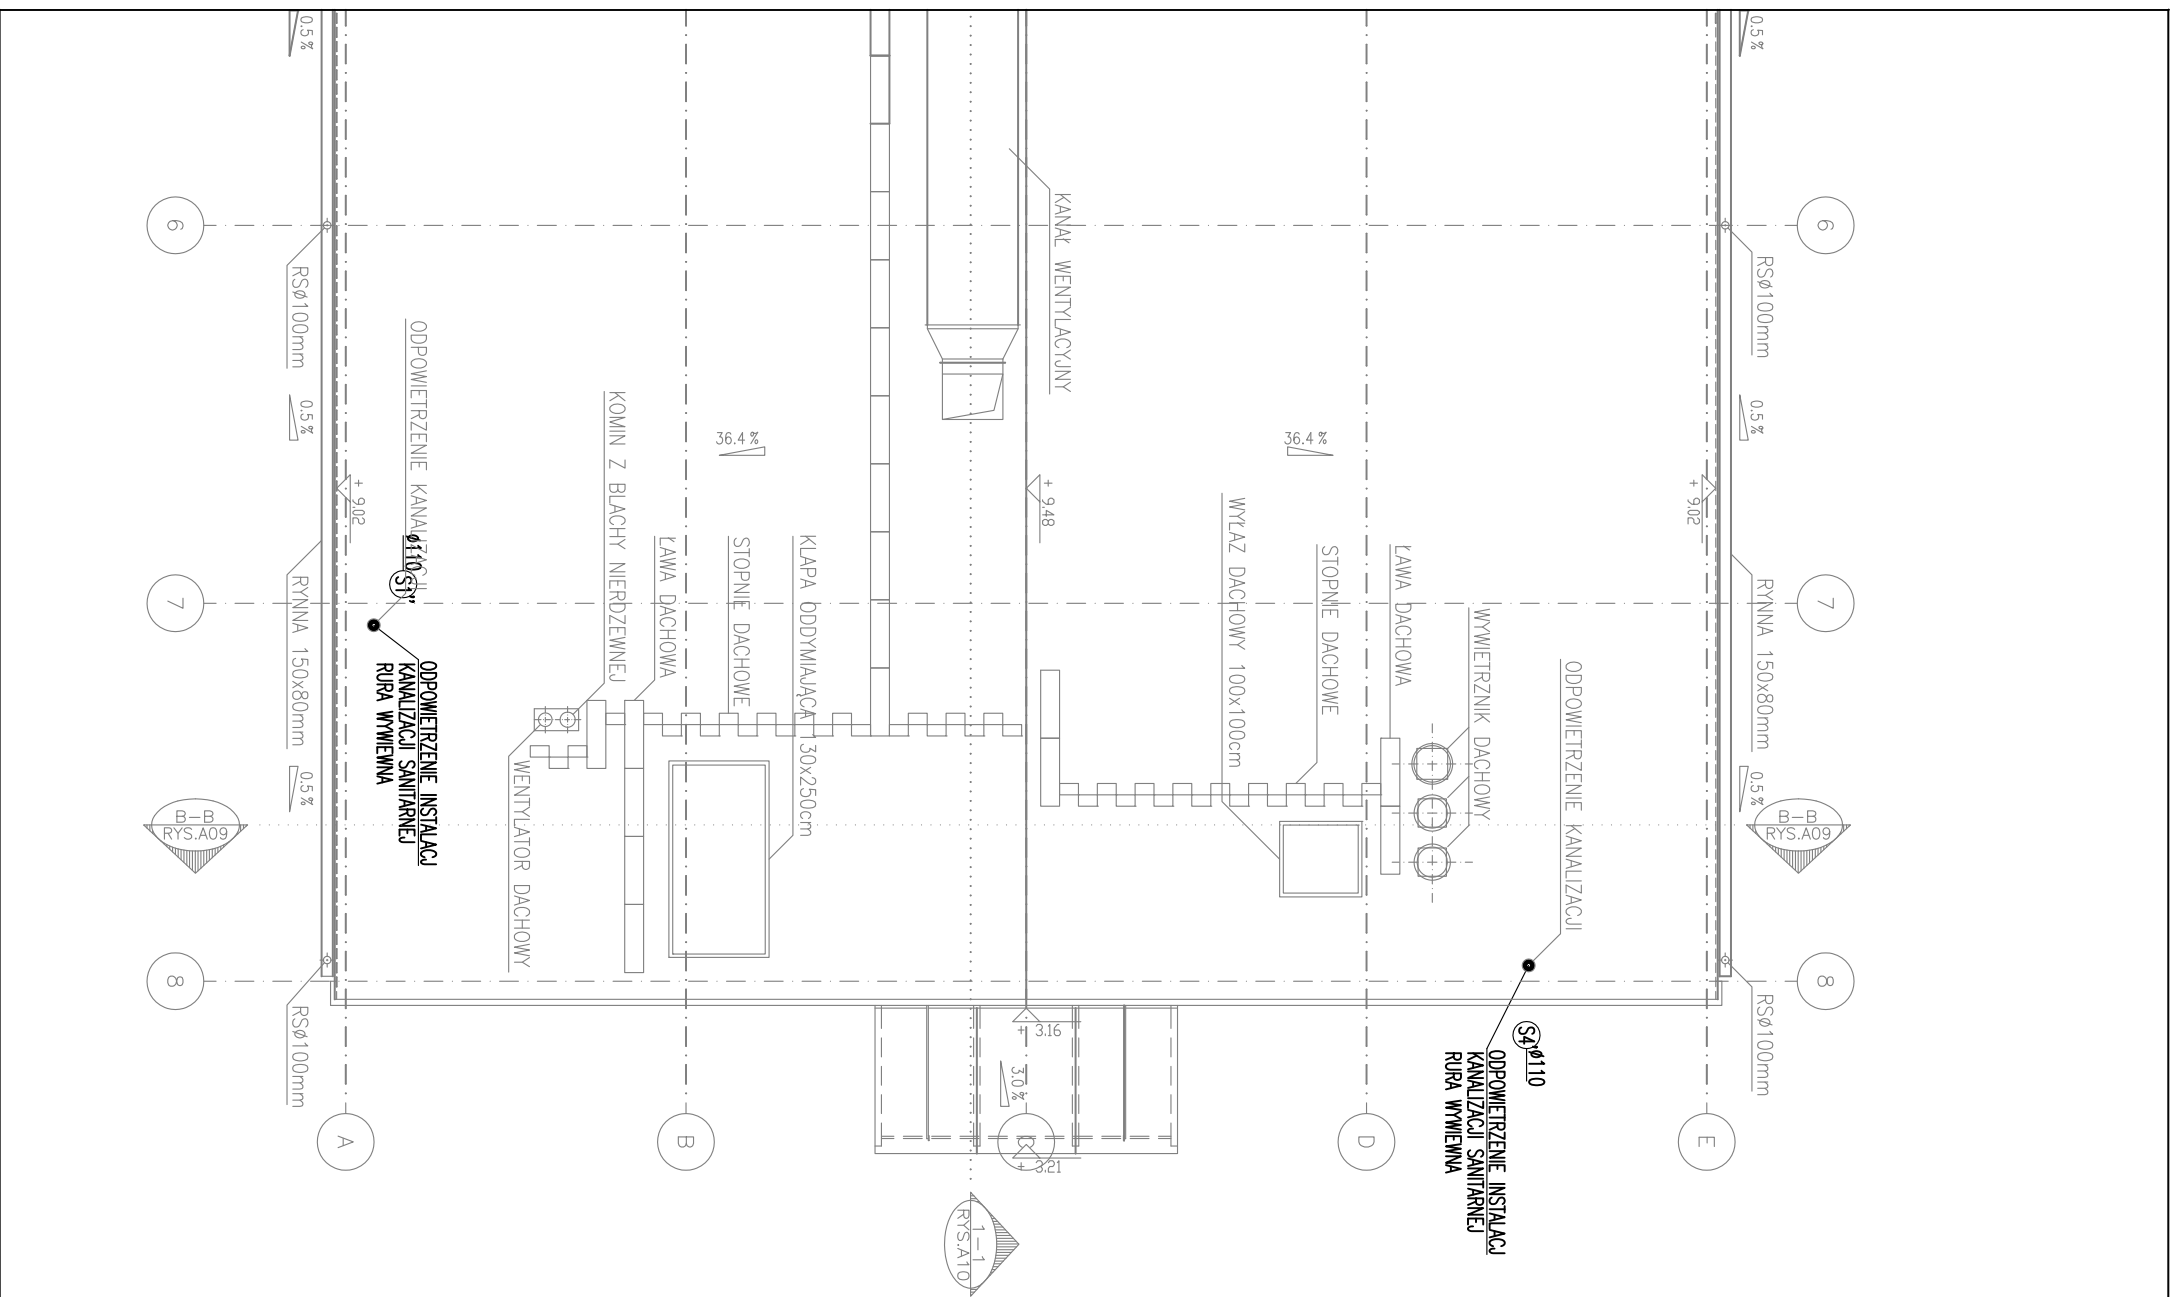 0.5 %
0.5 %
6
6
KANAŁ WENTYLACYJNY
RSø100mm
RSø100mm
ODPOWIETRZENIE KANALIZACJI
KOMIN Z BLACHY NIERDZEWNEJ
0.5 %
0.5 %
36.4 %
36.4 %
+ 9.02
+ 9.48
+ 9.02
WYŁAZ DACHOWY 100x100cm
ø110
S1"
ŁAWA DACHOWA
STOPNIE DACHOWE
KLAPA ODDYMIAJĄCA 130x250cm
STOPNIE DACHOWE
ŁAWA DACHOWA
7
7
RYNNA 150x80mm
RYNNA 150x80mm
WYWIETRZNIK DACHOWY
ODPOWIETRZENIE KANALIZACJI
ODPOWIETRZENIE INSTALACJ
KANALIZACJI SANITARNEJ
RURA WYWIEWNA
WENTYLATOR DACHOWY
0.5 %
0.5 %
B-B
RYS.A09
B-B
RYS.A09
8
8
RSø100mm
RSø100mm
+ 3.16
3.0 %
S4'
ø110
ODPOWIETRZENIE INSTALACJ
KANALIZACJI SANITARNEJ
RURA WYWIEWNA
A
B
C
D
E
+ 3.21
1-1
RYS.A10